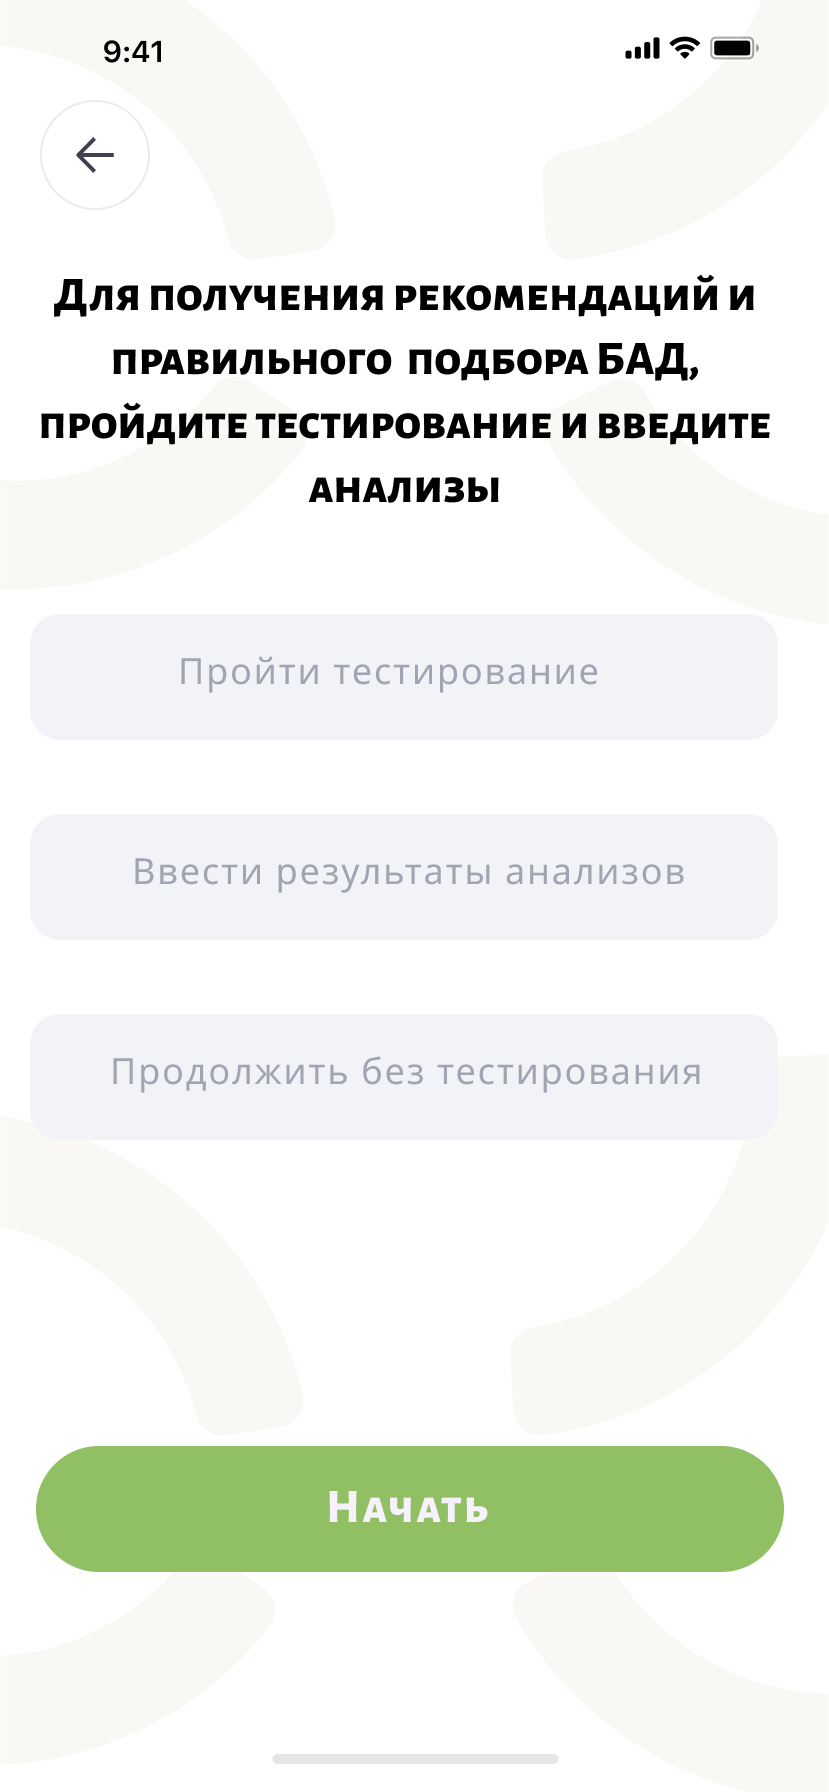 9:41
Для получения рекомендаций и
правильного подбора БАД,
пройдите тестирование и введите
анализы
Пройти тестирование
Ввести результаты анализов
Продолжить без тестирования
Начать